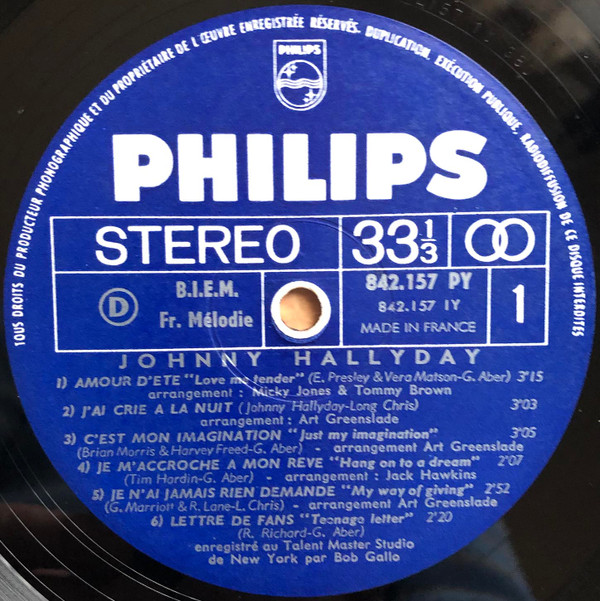 TOUS DROITS DU PRODUCTEUR PHONOGRAPHIQUE ET DU PROPRIÉTAIRE DE L'ŒUVRE ENREGISTRÉE RÉSERVÉS. DUPLICATION, EXÉCUTION PUBLIQUE, RADIODIFFUSION DE CE DISQUE INTERDITES
PHILIPS
PHILIPS
STEREO 33 1/3
D B.I.E.M. 842.157 PY 1
Fr. Mélodie 842.157 IY
MADE IN FRANCE
JOHNNY HALLYDAY
1) AMOUR D'ETE "Love me tender" (E. Presley & Vera Matson-G. Aber) 3'15
arrangement : Micky Jones & Tommy Brown
2) J'AI CRIE A LA NUIT (Johnny Hallyday-Long Chris) 3'03
arrangement : Art Greenslade
3) C'EST MON IMAGINATION "Just my imagination" 3'05
(Brian Morris & Harvey Freed-G. Aber) - arrangement Art Greenslade
4) JE M'ACCROCHE A MON REVE "Hang on to a dream" 2'07
(Tim Hardin-G. Aber) - arrangement : Jack Hawkins
5) JE N'AI JAMAIS RIEN DEMANDE "My way of giving" 2'52
(G. Marriott & R. Lane-L. Chris) - arrangement Art Greenslade
6) LETTRE DE FANS "Teenage letter" 2'20
(R. Richard-G. Aber)
enregistré au Talent Master Studio
de New York par Bob Gallo